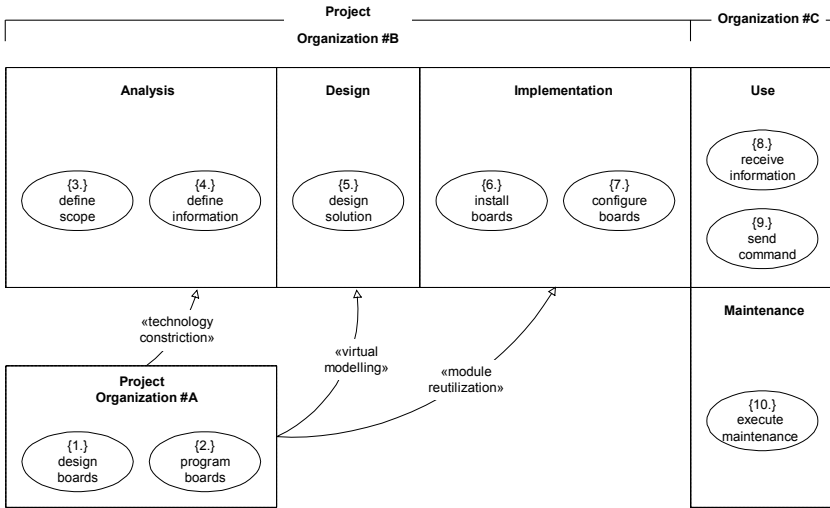 Project
Organization #B
Organization #C
Analysis
Design
Implementation
Use
{3.}
define
scope
{4.}
define
information
{5.}
design
solution
{6.}
install
boards
{7.}
configure
boards
{8.}
receive
information
{9.}
send
command
«technology
constriction»
«virtual
modelling»
«module
reutilization»
Maintenance
Project
Organization #A
{1.}
design
boards
{2.}
program
boards
{10.}
execute
maintenance